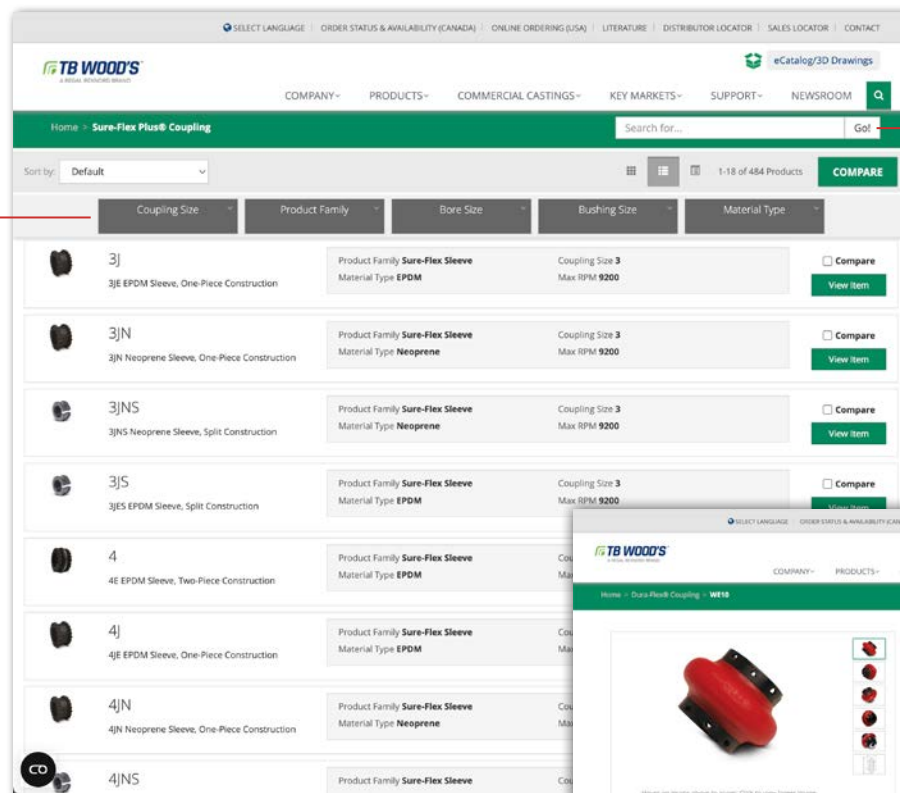 SELECT LANGUAGE ORDER STATUS & AVAILABILITY (CANADA) ONLINE ORDERING (USA) LITERATURE DISTRIBUTOR LOCATOR SALES LOCATOR CONTACT
TB WOOD'S
A REGAL REXNORD BRAND
eCatalog/3D Drawings
COMPANY PRODUCTS COMMERCIAL CASTINGS KEY MARKETS SUPPORT NEWSROOM
Home > Sure-Flex Plus® Coupling
Search for... Go!
Sort by: Default
1-18 of 484 Products COMPARE
Coupling Size Product Family Bore Size Bushing Size Material Type
3J
3JE EPDM Sleeve, One-Piece Construction
Product Family Sure-Flex Sleeve Coupling Size 3
Material Type EPDM Max RPM 9200
Compare
View Item
3JN
3JN Neoprene Sleeve, One-Piece Construction
Product Family Sure-Flex Sleeve Coupling Size 3
Material Type Neoprene Max RPM 9200
Compare
View Item
3JNS
3JNS Neoprene Sleeve, Split Construction
Product Family Sure-Flex Sleeve Coupling Size 3
Material Type Neoprene Max RPM 9200
Compare
View Item
3JS
3JES EPDM Sleeve, Split Construction
Product Family Sure-Flex Sleeve Coupling Size 3
Material Type EPDM Max RPM 9200
Compare
View Item
4
4E EPDM Sleeve, Two-Piece Construction
Product Family Sure-Flex Sleeve
Material Type EPDM
4J
4JE EPDM Sleeve, One-Piece Construction
Product Family Sure-Flex Sleeve
Material Type EPDM
4JN
4JN Neoprene Sleeve, One-Piece Construction
Product Family Sure-Flex Sleeve
Material Type Neoprene
4JNS
Product Family Sure-Flex Sleeve
SELECT LANGUAGE ORDER STATUS & AVAILABILITY
TB WOOD'S
A REGAL REXNORD BRAND
COMPANY PRODUCTS
Home > Dura-Flex® Coupling > WE10